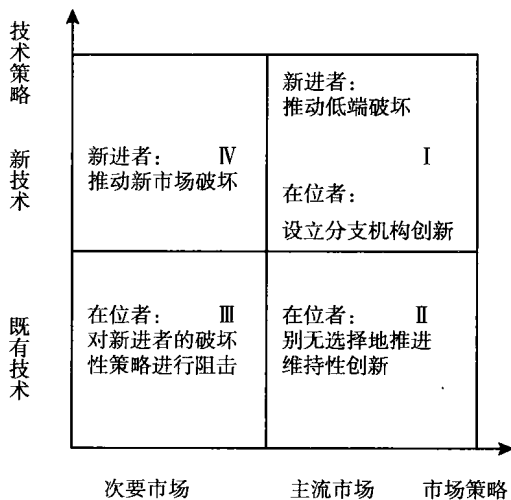 技术策略
新技术
既有技术
新进者： Ⅳ
推动新市场破坏
新进者：
推动低端破坏
Ⅰ
在位者：
设立分支机构创新
在位者： Ⅲ
对新进者的破坏
性策略进行阻击
在位者： Ⅱ
别无选择地推进
维持性创新
次要市场 主流市场 市场策略